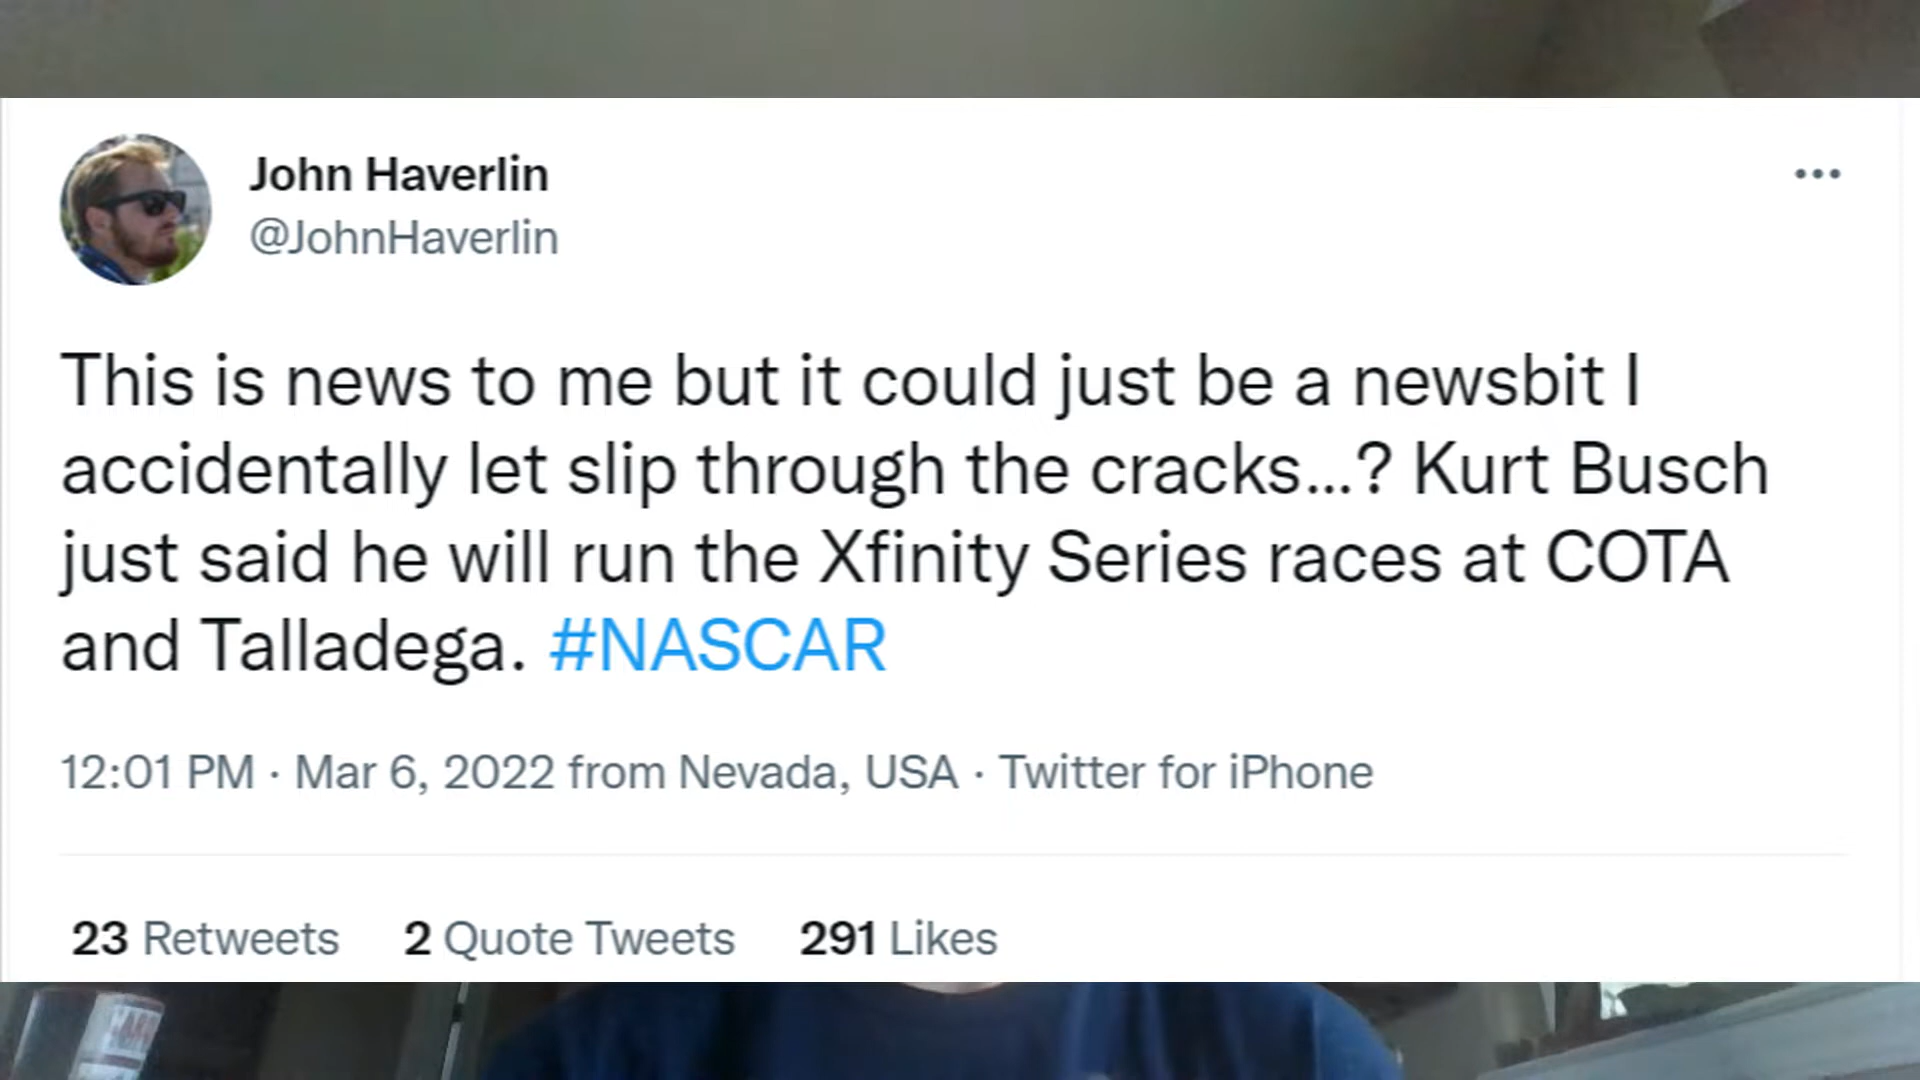 John Haverlin
@JohnHaverlin
This is news to me but it could just be a newsbit I
accidentally let slip through the cracks...? Kurt Busch
just said he will run the Xfinity Series races at COTA
and Talladega. #NASCAR
12:01 PM · Mar 6, 2022 from Nevada, USA · Twitter for iPhone
23 Retweets 2 Quote Tweets 291 Likes